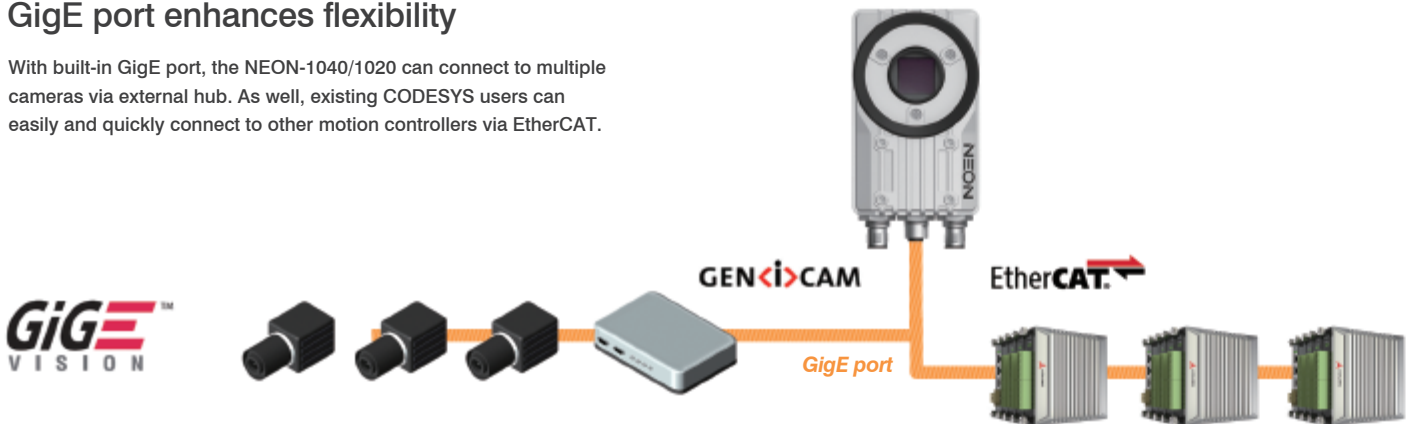 GigE port enhances flexibility
With built-in GigE port, the NEON-1040/1020 can connect to multiple
cameras via external hub. As well, existing CODESYS users can
easily and quickly connect to other motion controllers via EtherCAT.
NEON
GEN<i>CAM
EtherCAT.
GiGE™
VISION
GigE port